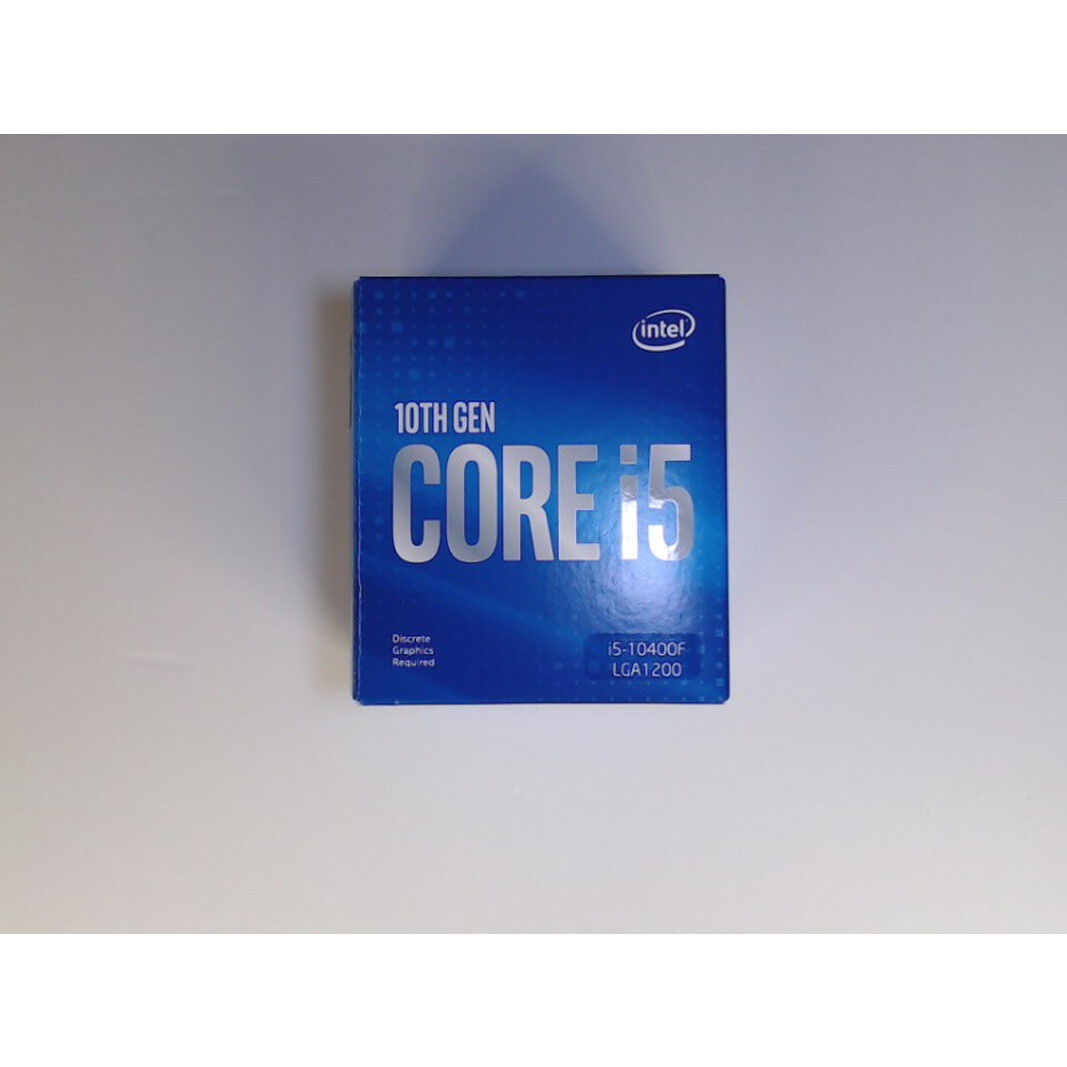 intel
10TH GEN
CORE i5
Discrete
Graphics
Required
i5-10400F
LGA1200